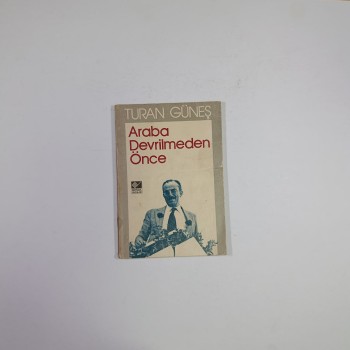 TURAN GÜNEŞ
Araba
Devrilmeden
Önce